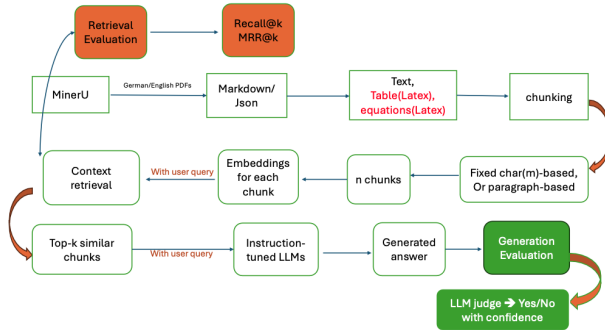 Retrieval
Evaluation
Recall@k
MRR@k
MinerU
German/English PDFs
Markdown/
Json
Text,
Table(Latex),
equations(Latex)
chunking
Context
retrieval
With user query
Embeddings
for each
chunk
n chunks
Fixed char(m)-based,
Or paragraph-based
Top-k similar
chunks
With user query
Instruction-
tuned LLMs
Generated
answer
Generation
Evaluation
LLM judge ➔ Yes/No
with confidence